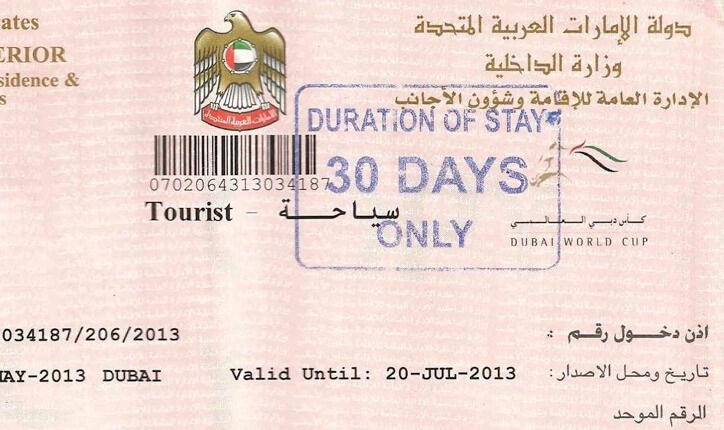 ates
ERIOR
sidence &
s
دولة الإمارات العربية المتحدة
وزارة الداخلية
الإدارة العامة للإقامة وشؤون الأجانب
الإمارات العربية المتحدة
DURATION OF STAY
30 DAYS
ONLY
0702064313034187
Tourist - سياحة
كأس دبي العالمي
DUBAI WORLD CUP
034187/206/2013
اذن دخول رقم :
MAY-2013 DUBAI
Valid Until: 20-JUL-2013
تاريخ ومحل الاصدار:
الرقم الموحد